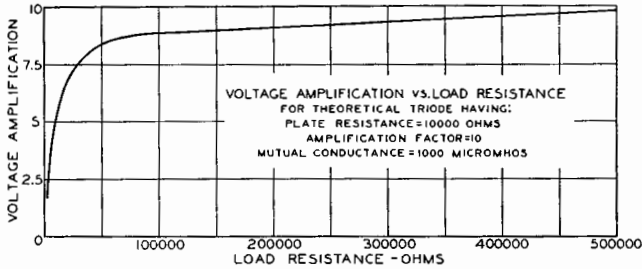 10
7.5
5
2.5
0
VOLTAGE AMPLIFICATION
VOLTAGE AMPLIFICATION VS. LOAD RESISTANCE
FOR THEORETICAL TRIODE HAVING:
PLATE RESISTANCE=10000 OHMS
AMPLIFICATION FACTOR=10
MUTUAL CONDUCTANCE=1000 MICROMHOS
100000 200000 300000 400000 500000
LOAD RESISTANCE-OHMS